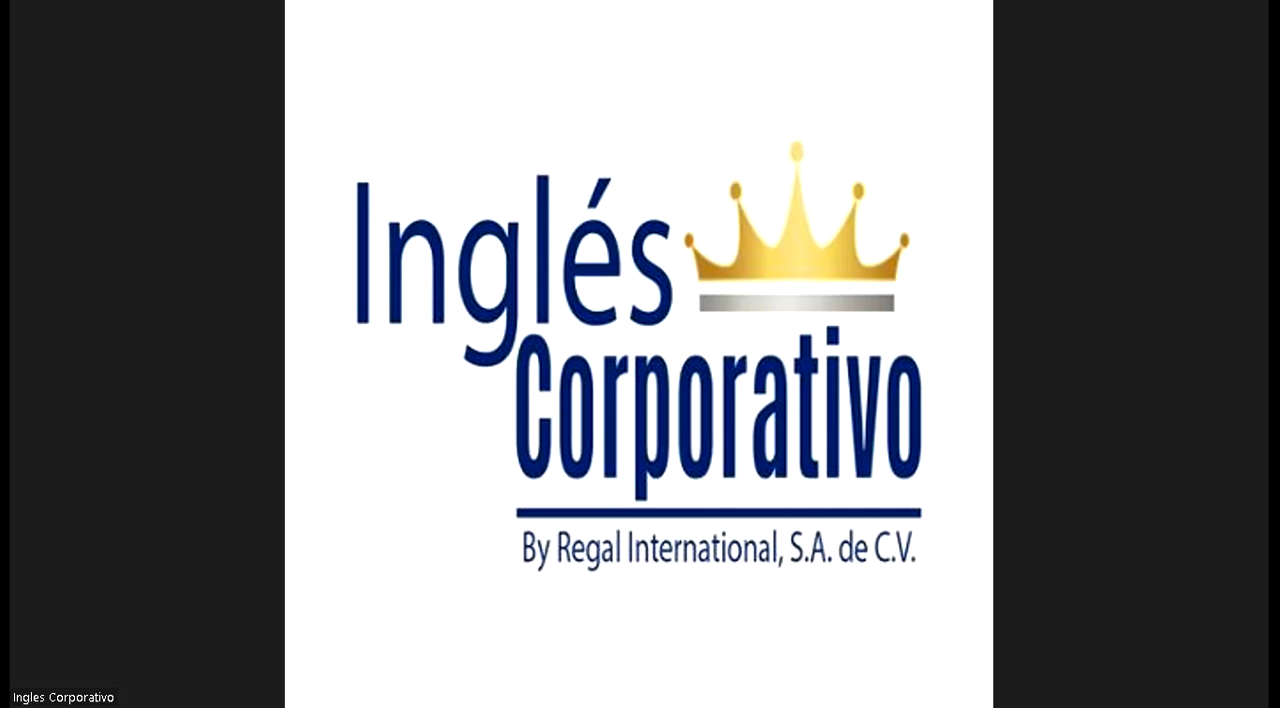 Inglés
Corporativo
By Regal International, S.A. de C.V.
Ingles Corporativo